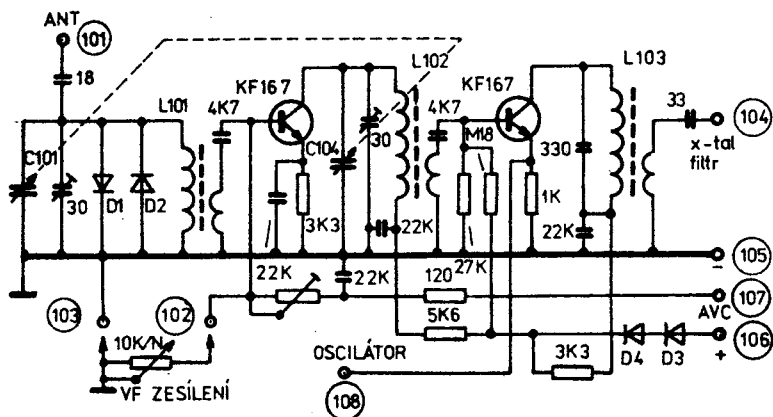 ANT
101
18
L101
4K7
KF167
L102
4K7
KF167
L103
33
104
x-tal
filtr
C101
30
D1
D2
C104
30
M18
330
1K
3K3
22K
22K
22K
27K
22K
105
-
103
102
120
107
AVC
5K6
106
+
10K/N
VF ZESÍLENÍ
OSCILÁTOR
108
3K3
D4
D3